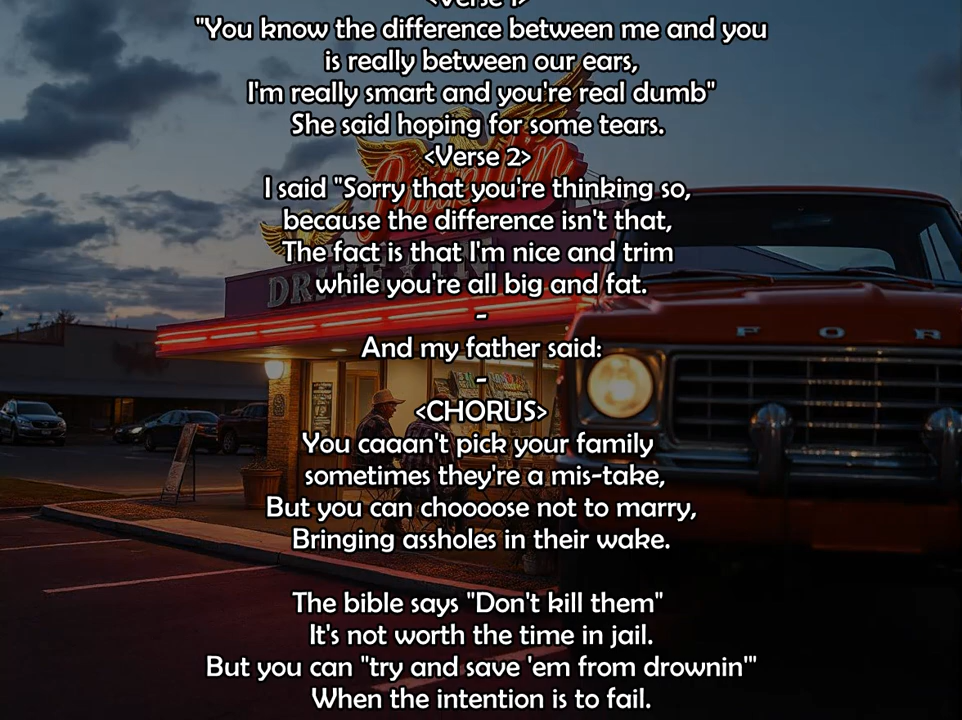 <Verse 1>
"You know the difference between me and you
is really between our ears,
I'm really smart and you're real dumb"
She said hoping for some tears.
<Verse 2>
I said "Sorry that you're thinking so,
because the difference isn't that,
The fact is that I'm nice and trim
while you're all big and fat.
-
And my father said:
-
<CHORUS>
You caaan't pick your family
sometimes they're a mis-take,
But you can choooose not to marry,
Bringing assholes in their wake.
The bible says "Don't kill them"
It's not worth the time in jail.
But you can "try and save 'em from drownin'"
When the intention is to fail.
DRIVE IN
F O R